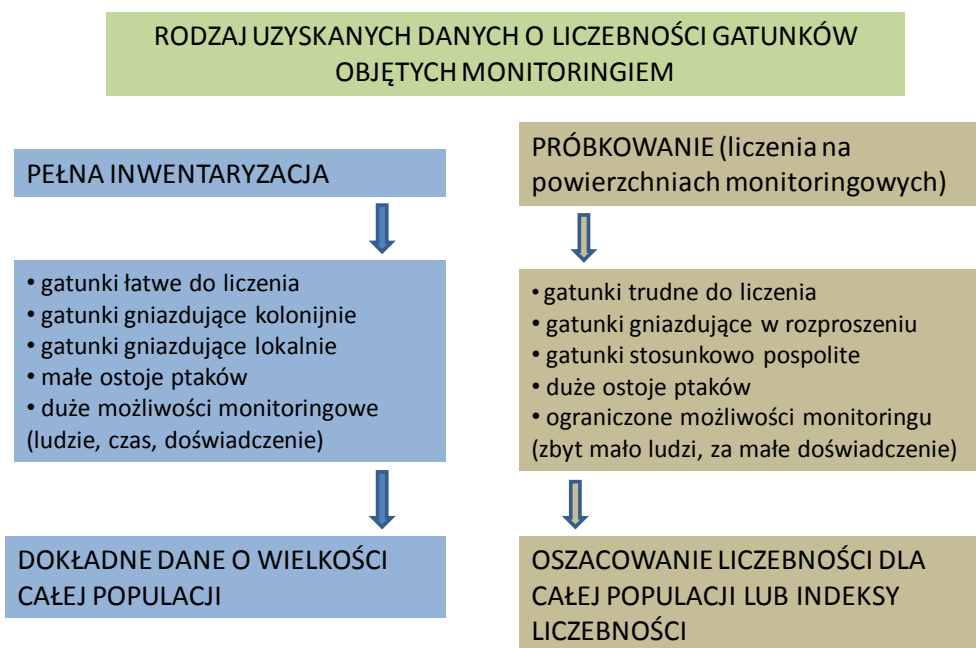 RODZAJ UZYSKANYCH DANYCH O LICZEBNOŚCI GATUNKÓW
OBJĘTYCH MONITORINGIEM
PEŁNA INWENTARYZACJA
• gatunki łatwe do liczenia
• gatunki gniazdujące kolonijnie
• gatunki gniazdujące lokalnie
• małe ostoje ptaków
• duże możliwości monitoringowe
(ludzie, czas, doświadczenie)
DOKŁADNE DANE O WIELKOŚCI
CAŁEJ POPULACJI
PRÓBKOWANIE (liczenia na
powierzchniach monitoringowych)
• gatunki trudne do liczenia
• gatunki gniazdujące w rozproszeniu
• gatunki stosunkowo pospolite
• duże ostoje ptaków
• ograniczone możliwości monitoringu
(zbyt mało ludzi, za małe doświadczenie)
OSZACOWANIE LICZEBNOŚCI DLA
CAŁEJ POPULACJI LUB INDEKSY
LICZEBNOŚCI